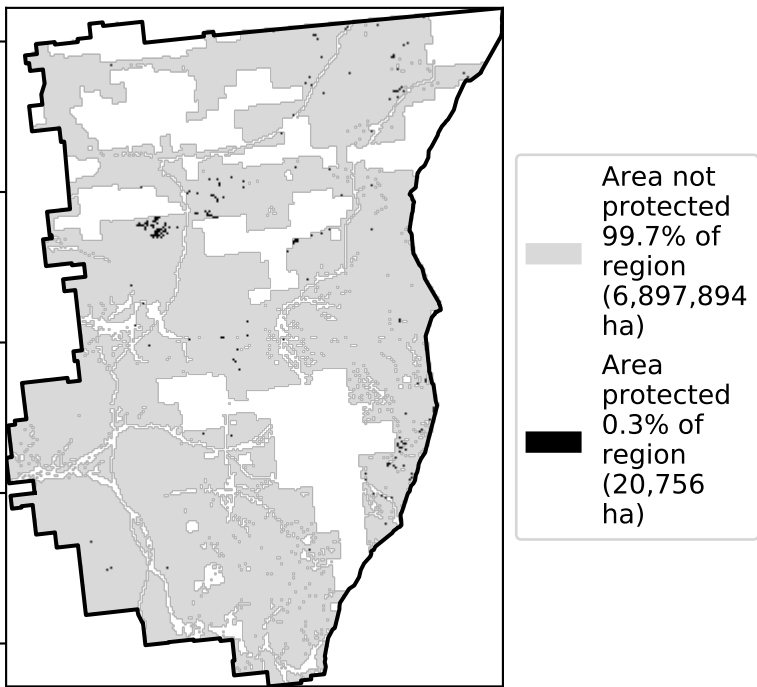 Area not
protected
99.7% of
region
(6,897,894
ha)
Area
protected
0.3% of
region
(20,756
ha)